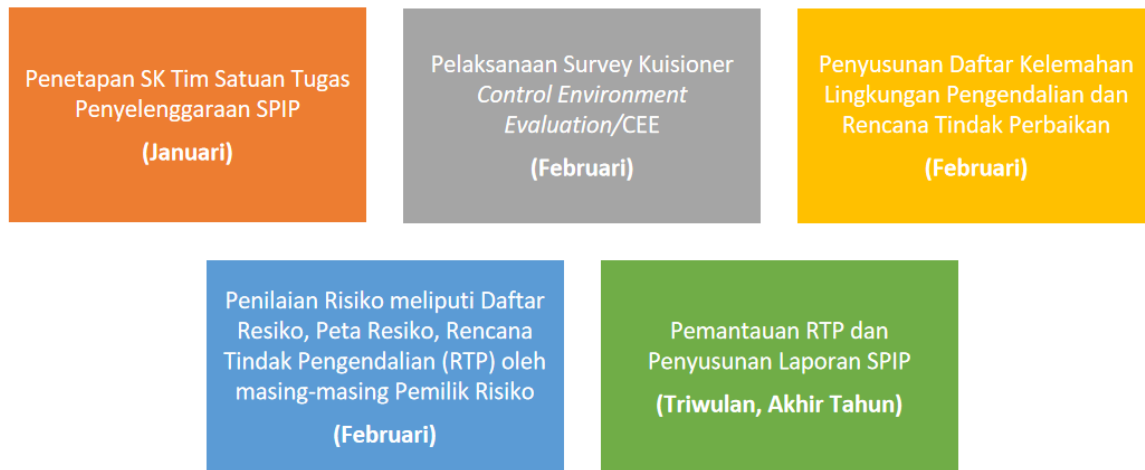 Penetapan SK Tim Satuan Tugas
Penyelenggaraan SPIP
(Januari)
Pelaksanaan Survey Kuisioner
Control Environment
Evaluation/CEE
(Februari)
Penyusunan Daftar Kelemahan
Lingkungan Pengendalian dan
Rencana Tindak Perbaikan
(Februari)
Penilaian Risiko meliputi Daftar
Resiko, Peta Resiko, Rencana
Tindak Pengendalian (RTP) oleh
masing-masing Pemilik Risiko
(Februari)
Pemantauan RTP dan
Penyusunan Laporan SPIP
(Triwulan, Akhir Tahun)